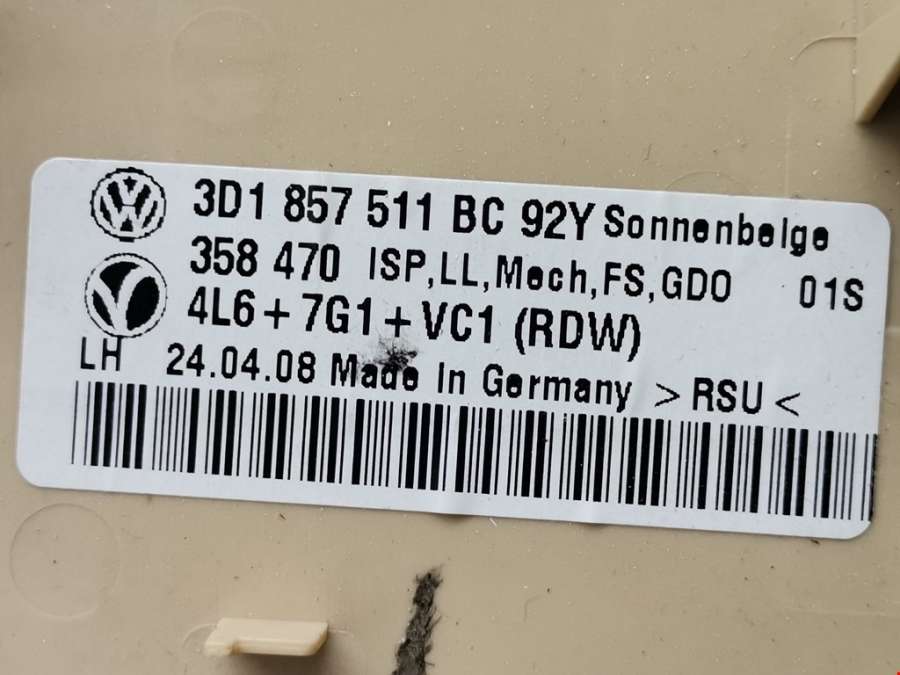 3D1 857 511 BC 92Y Sonnenbeige
358 470 ISP,LL,Mech,FS,GDO 01S
4L6+7G1+VC1 (RDW)
LH 24.04.08 Made In Germany >RSU<